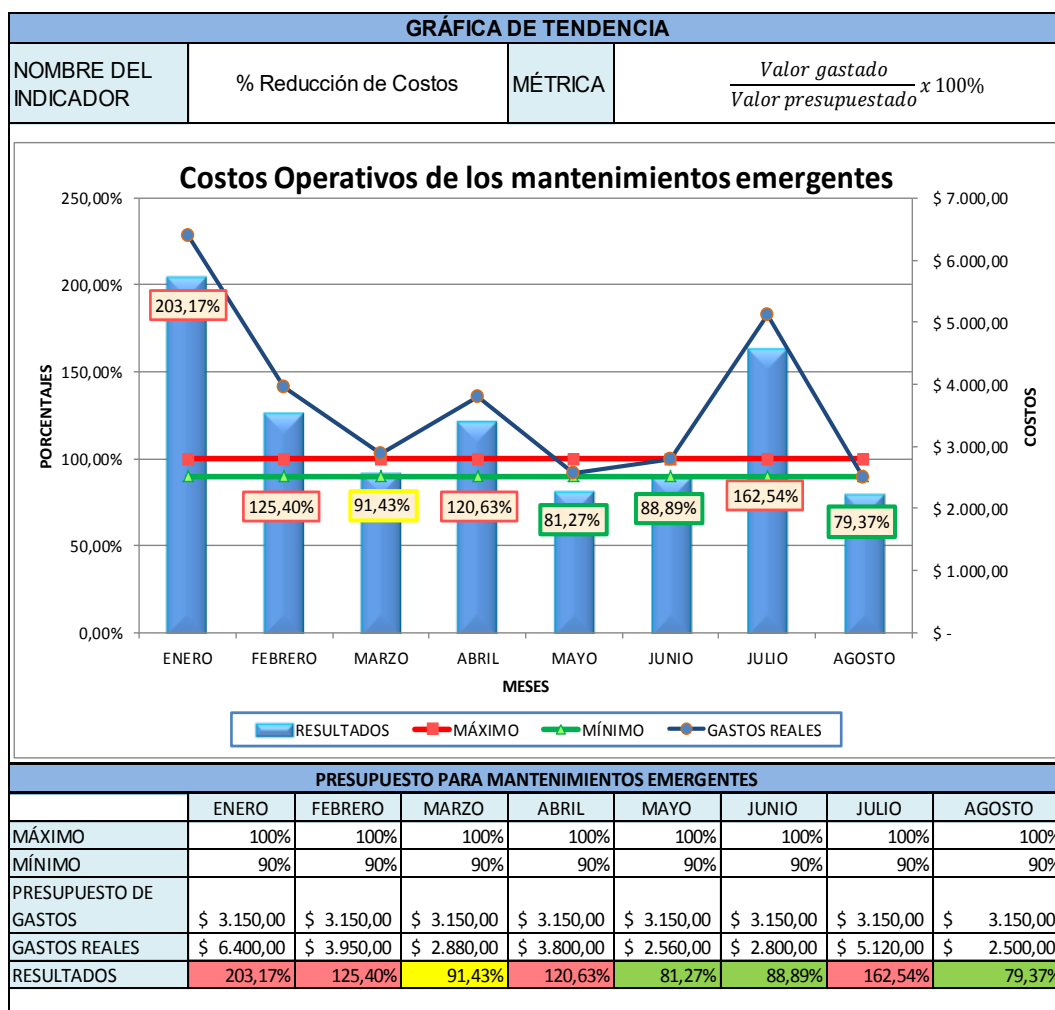 GRÁFICA DE TENDENCIA
NOMBRE DEL
INDICADOR
% Reducción de Costos
MÉTRICA
Valor gastado
Valor presupuestado
x 100%
Costos Operativos de los mantenimientos emergentes
250,00%
200,00%
150,00%
100,00%
50,00%
0,00%
PORCENTAJES
203,17%
125,40%
91,43%
120,63%
81,27%
88,89%
162,54%
79,37%
$ 7.000,00
$ 6.000,00
$ 5.000,00
$ 4.000,00
$ 3.000,00
$ 2.000,00
$ 1.000,00
$ -
COSTOS
ENERO FEBRERO MARZO ABRIL MAYO JUNIO JULIO AGOSTO
MESES
RESULTADOS MÁXIMO MÍNIMO GASTOS REALES
PRESUPUESTO PARA MANTENIMIENTOS EMERGENTES
ENERO FEBRERO MARZO ABRIL MAYO JUNIO JULIO AGOSTO
MÁXIMO 100% 100% 100% 100% 100% 100% 100% 100%
MÍNIMO 90% 90% 90% 90% 90% 90% 90% 90%
PRESUPUESTO DE
GASTOS $ 3.150,00 $ 3.150,00 $ 3.150,00 $ 3.150,00 $ 3.150,00 $ 3.150,00 $ 3.150,00 $ 3.150,00
GASTOS REALES $ 6.400,00 $ 3.950,00 $ 2.880,00 $ 3.800,00 $ 2.560,00 $ 2.800,00 $ 5.120,00 $ 2.500,00
RESULTADOS 203,17% 125,40% 91,43% 120,63% 81,27% 88,89% 162,54% 79,37%